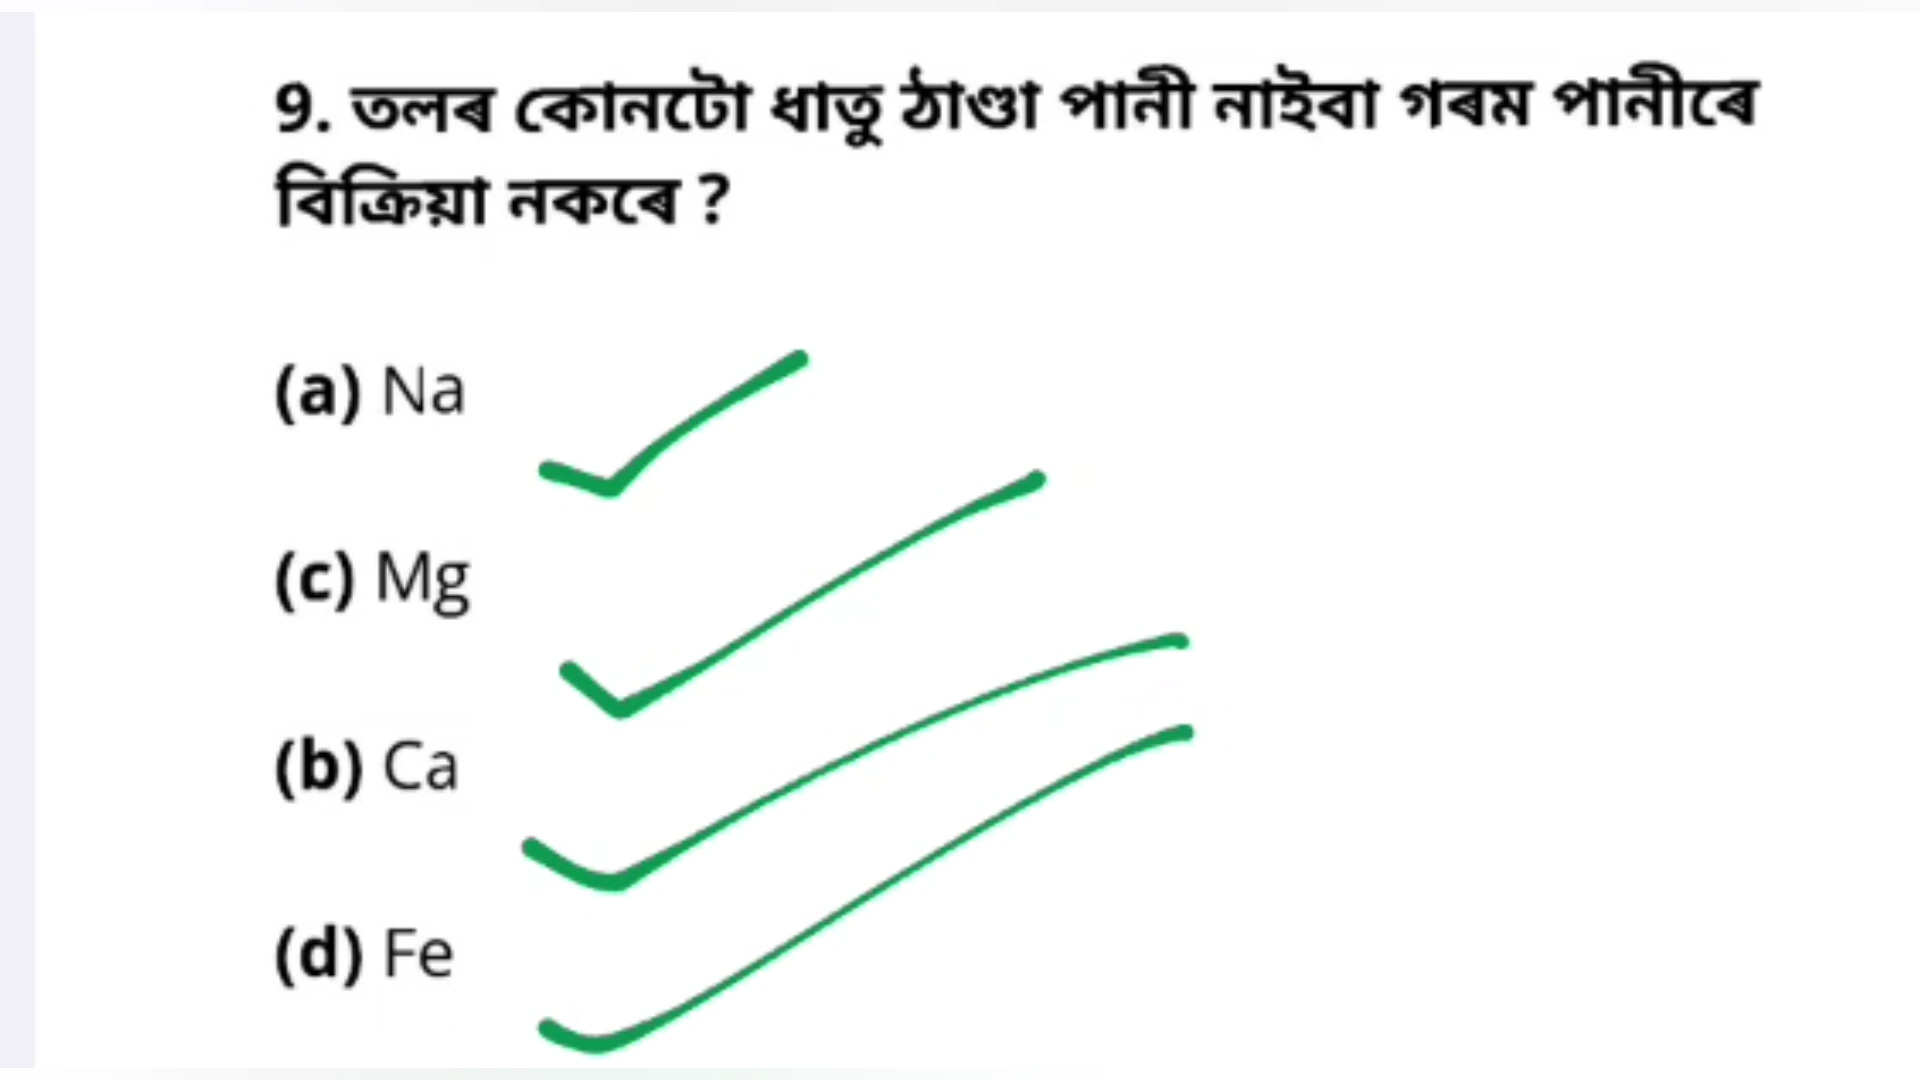 9. তলৰ কোনটো ধাতু ঠাণ্ডা পানী নাইবা গৰম পানীৰে
বিক্ৰিয়া নকৰে ?
(a) Na
(c) Mg
(b) Ca
(d) Fe